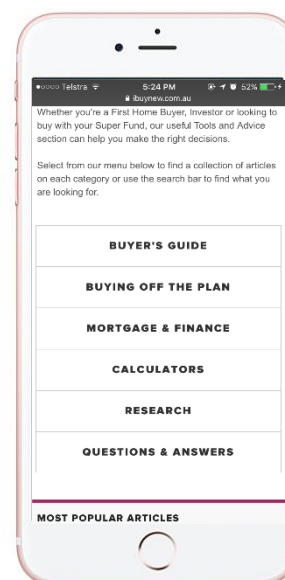 Telstra 5:24 PM 52%
ibuynew.com.au
Whether you're a First Home Buyer, Investor or looking to
buy with your Super Fund, our useful Tools and Advice
section can help you make the right decisions.
Select from our menu below to find a collection of articles
on each category or use the search bar to find what you
are looking for.
BUYER'S GUIDE
BUYING OFF THE PLAN
MORTGAGE & FINANCE
CALCULATORS
RESEARCH
QUESTIONS & ANSWERS
MOST POPULAR ARTICLES